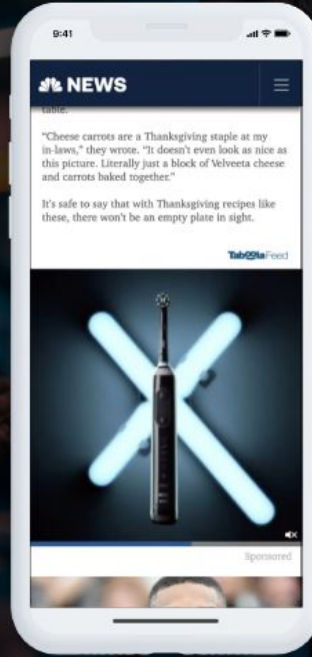 9:41
NEWS
table.
“Cheese carrots are a Thanksgiving staple at my
in-laws,” they wrote. “It doesn’t even look as nice as
this picture. Literally just a block of Velveeta cheese
and carrots baked together.”
It’s safe to say that with Thanksgiving recipes like
these, there won’t be an empty plate in sight.
Taboola Feed
Sponsored